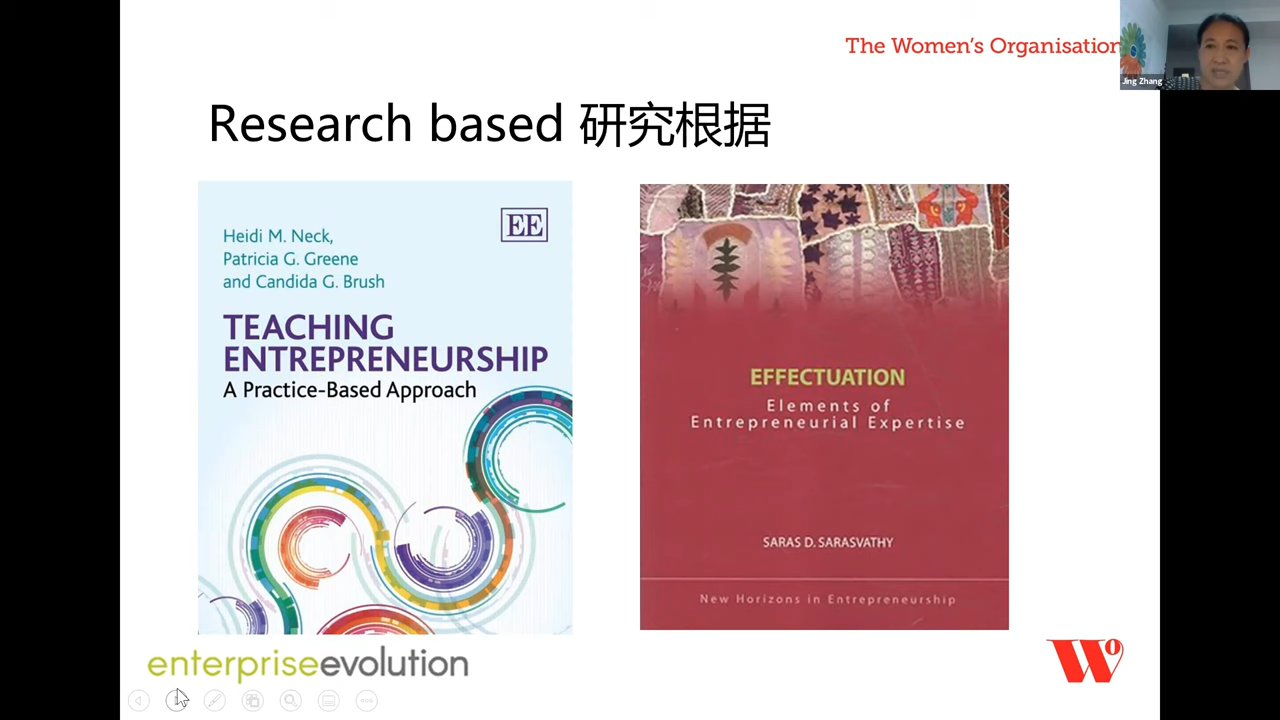 The Women's Organisation
Jing Zhang
Research based 研究根据
EE
Heidi M. Neck,
Patricia G. Greene
and Candida G. Brush
TEACHING
ENTREPRENEURSHIP
A Practice-Based Approach
EFFECTUATION
Elements of
Entrepreneurial Expertise
SARAS D. SARASVATHY
New Horizons in Entrepreneurship
enterpriseevolution
Wo